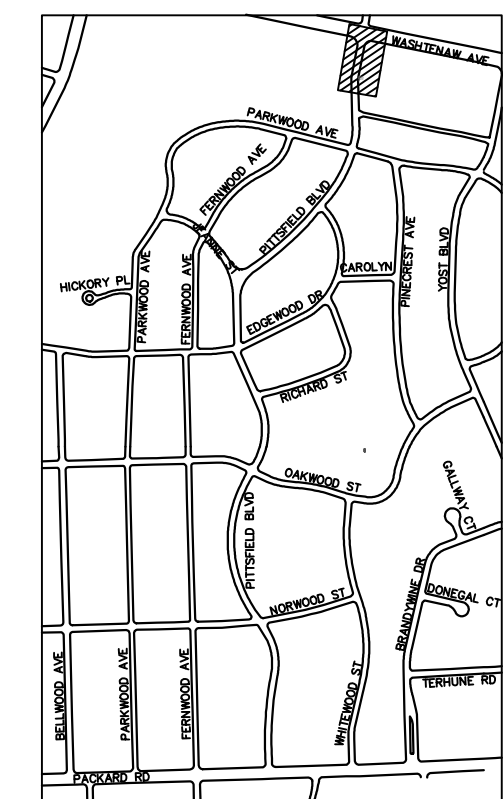 WASHTENAW AVE
PARKWOOD AVE
FERNWOOD AVE
PITTSFIELD BLVD
PINECREST AVE
YOST BLVD
CAROLYN
HICKORY PL
PARKWOOD AVE
FERNWOOD AVE
EDGEWOOD DR
RICHARD ST
OAKWOOD ST
GALLWAY CT
PITTSFIELD BLVD
BRANDYWINE DR
DONEGAL CT
NORWOOD ST
BELLWOOD AVE
PARKWOOD AVE
FERNWOOD AVE
WHITEWOOD ST
TERHUNE RD
PACKARD RD